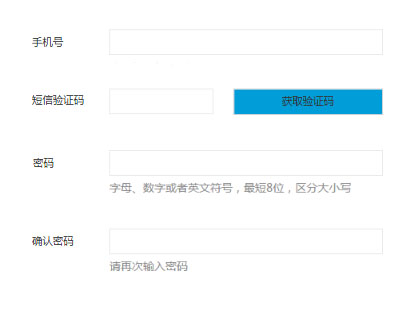 手机号
短信验证码 获取验证码
密码
字母、数字或者英文符号，最短8位，区分大小写
确认密码
请再次输入密码